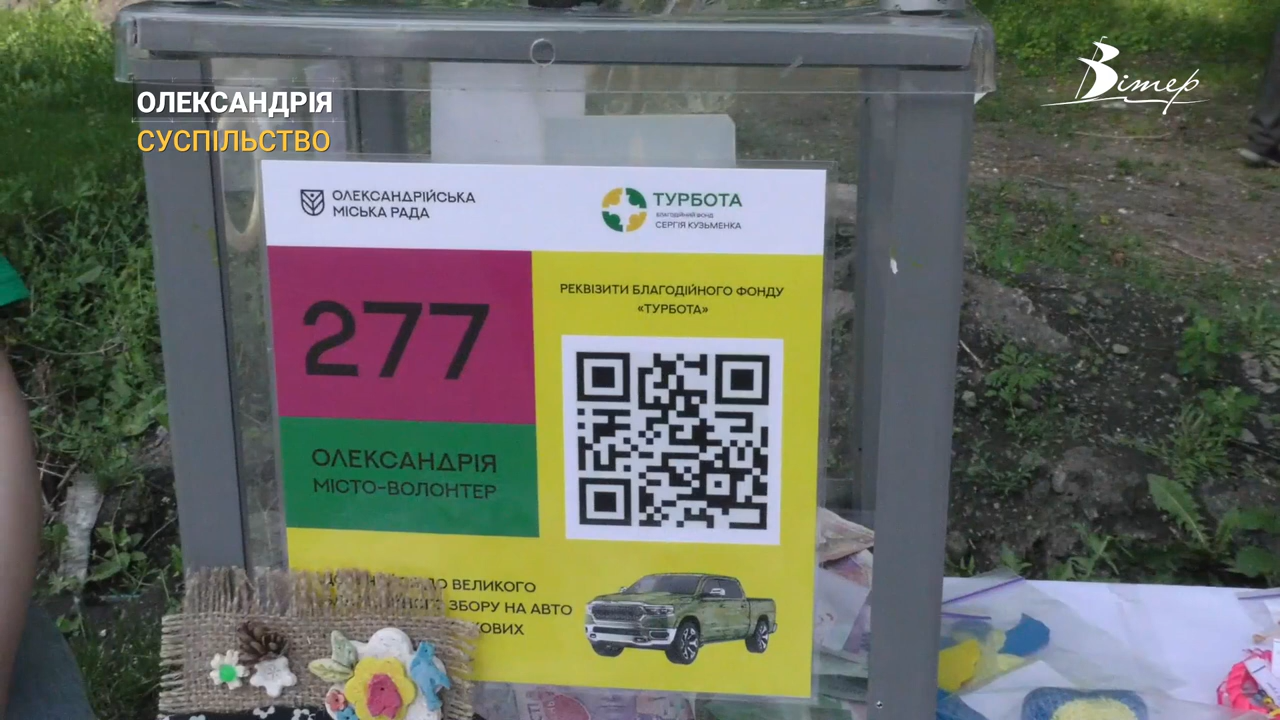 ОЛЕКСАНДРІЯ
СУСПІЛЬСТВО
Вітер
ОЛЕКСАНДРІЙСЬКА
МІСЬКА РАДА
ТУРБОТА
БЛАГОДІЙНИЙ ФОНД
СЕРГІЯ КУЗЬМЕНКА
277
ОЛЕКСАНДРІЯ
МІСТО-ВОЛОНТЕР
РЕКВІЗИТИ БЛАГОДІЙНОГО ФОНДУ
«ТУРБОТА»
ДО ВЕЛИКОГО
ЗБОРУ НА АВТО